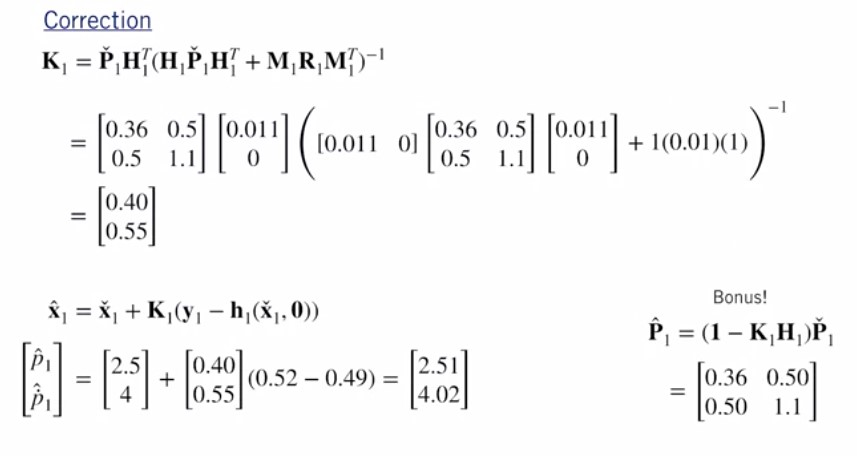 Correction
K₁ = P̌₁H₁ᵀ(H₁P̌₁H₁ᵀ + M₁R₁M₁ᵀ)⁻¹
= [0.36 0.5; 0.5 1.1] [0.011; 0] ([0.011 0] [0.36 0.5; 0.5 1.1] [0.011; 0] + 1(0.01)(1))⁻¹
= [0.40; 0.55]
x̂₁ = x̌₁ + K₁(y₁ − h₁(x̌₁, 0))
[p̂₁; ṗ̂₁] = [2.5; 4] + [0.40; 0.55] (0.52 − 0.49) = [2.51; 4.02]
Bonus!
P̂₁ = (1 − K₁H₁)P̌₁
= [0.36 0.50; 0.50 1.1]